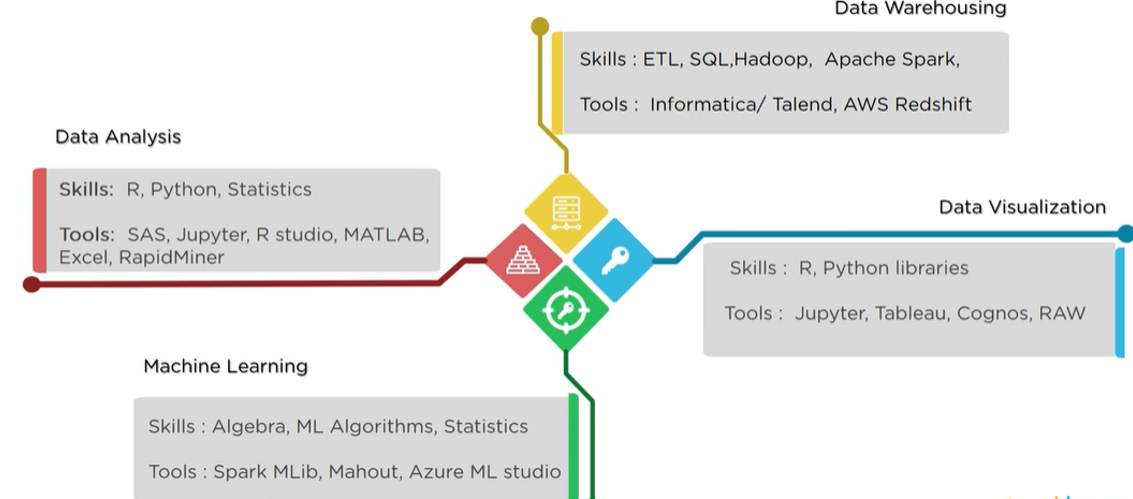 Data Warehousing
Skills : ETL, SQL,Hadoop, Apache Spark,
Tools : Informatica/ Talend, AWS Redshift
Data Analysis
Skills: R, Python, Statistics
Tools: SAS, Jupyter, R studio, MATLAB,
Excel, RapidMiner
Data Visualization
Skills : R, Python libraries
Tools : Jupyter, Tableau, Cognos, RAW
Machine Learning
Skills : Algebra, ML Algorithms, Statistics
Tools : Spark MLib, Mahout, Azure ML studio